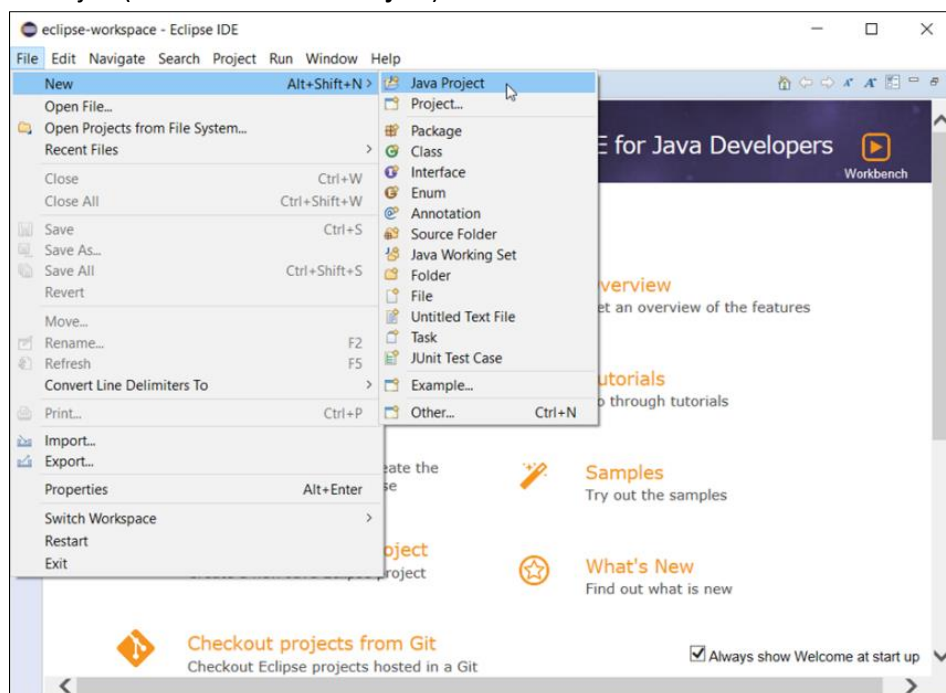 eclipse-workspace - Eclipse IDE
File Edit Navigate Search Project Run Window Help
New Alt+Shift+N >
Open File...
Open Projects from File System...
Recent Files >
Close Ctrl+W
Close All Ctrl+Shift+W
Save Ctrl+S
Save As...
Save All Ctrl+Shift+S
Revert
Move...
Rename... F2
Refresh F5
Convert Line Delimiters To >
Print... Ctrl+P
Import...
Export...
Properties Alt+Enter
Switch Workspace >
Restart
Exit
Java Project
Project...
Package
Class
Interface
Enum
Annotation
Source Folder
Java Working Set
Folder
File
Untitled Text File
Task
JUnit Test Case
Example...
Other... Ctrl+N
for Java Developers
Workbench
an overview of the features
through tutorials
the
Samples
Try out the samples
project
What's New
Find out what is new
Checkout projects from Git
Checkout Eclipse projects hosted in a Git
Always show Welcome at start up